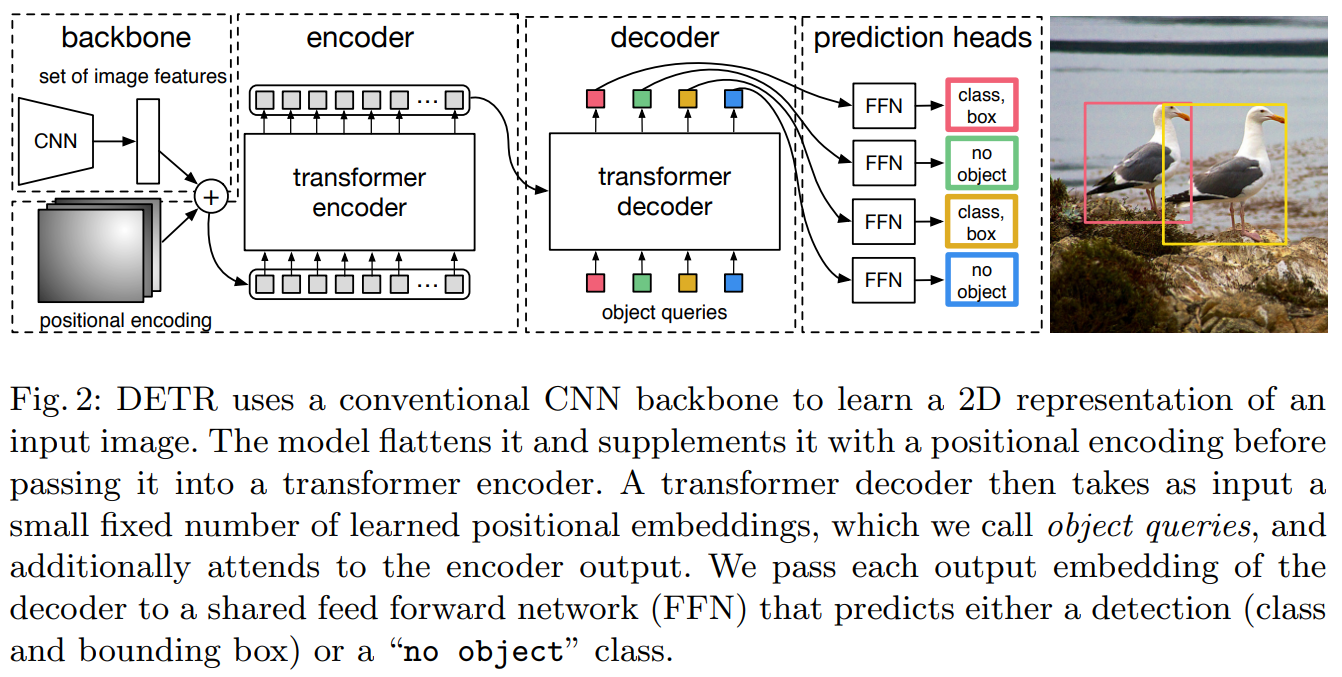 backbone
encoder
decoder
prediction heads
set of image features
CNN
+
positional encoding
transformer
encoder
...
...
transformer
decoder
object queries
FFN
class,
box
FFN
no
object
FFN
class,
box
FFN
no
object
Fig. 2: DETR uses a conventional CNN backbone to learn a 2D representation of an
input image. The model flattens it and supplements it with a positional encoding before
passing it into a transformer encoder. A transformer decoder then takes as input a
small fixed number of learned positional embeddings, which we call object queries, and
additionally attends to the encoder output. We pass each output embedding of the
decoder to a shared feed forward network (FFN) that predicts either a detection (class
and bounding box) or a “no object” class.